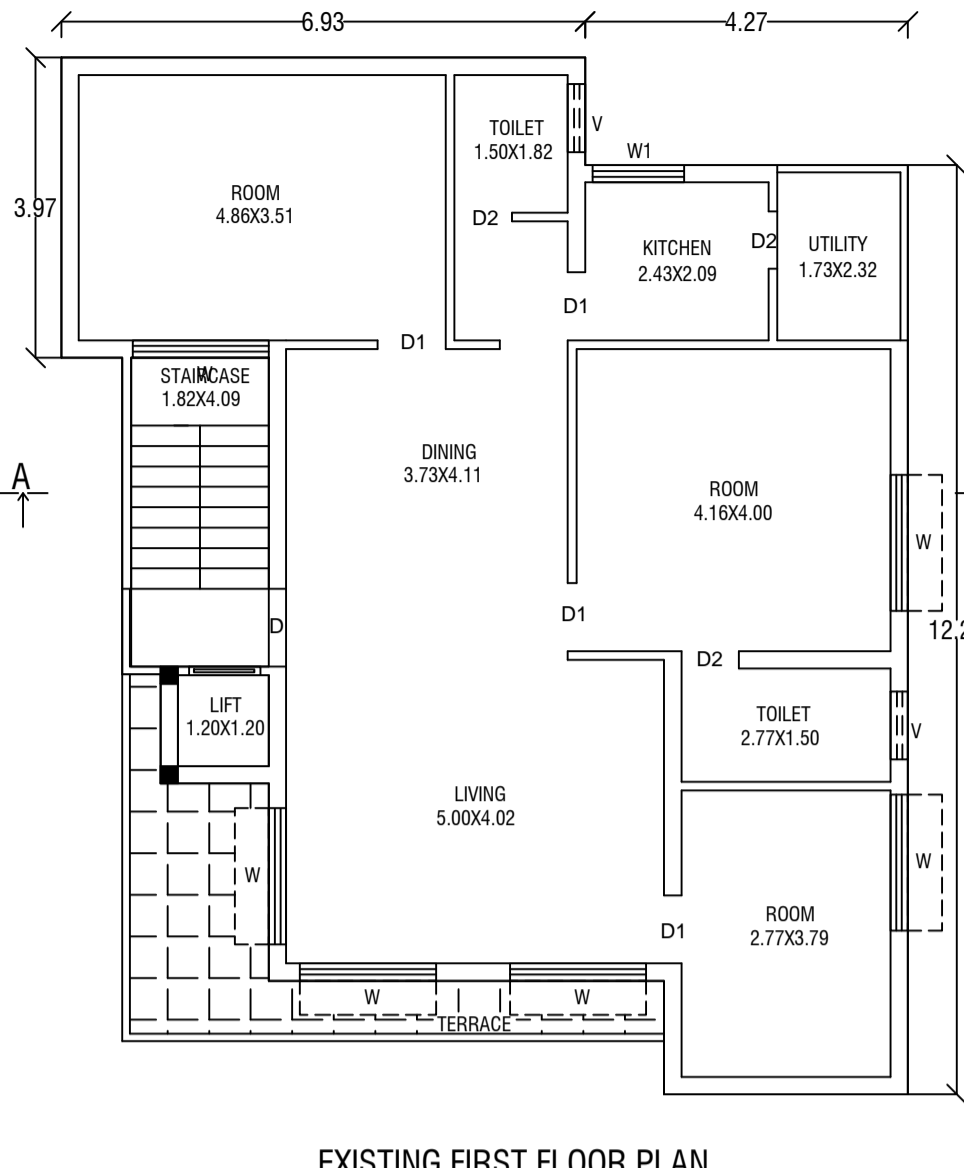 6.93
4.27
TOILET
1.50X1.82
V
W1
3.97
ROOM
4.86X3.51
D2
KITCHEN
2.43X2.09
D2
UTILITY
1.73X2.32
D1
D1
W
STAIRCASE
1.82X4.09
DINING
3.73X4.11
A
ROOM
4.16X4.00
W
D1
D
12.2
D2
LIFT
1.20X1.20
TOILET
2.77X1.50
V
LIVING
5.00X4.02
W
W
ROOM
2.77X3.79
D1
W
W
TERRACE
EXISTING FIRST FLOOR PLAN